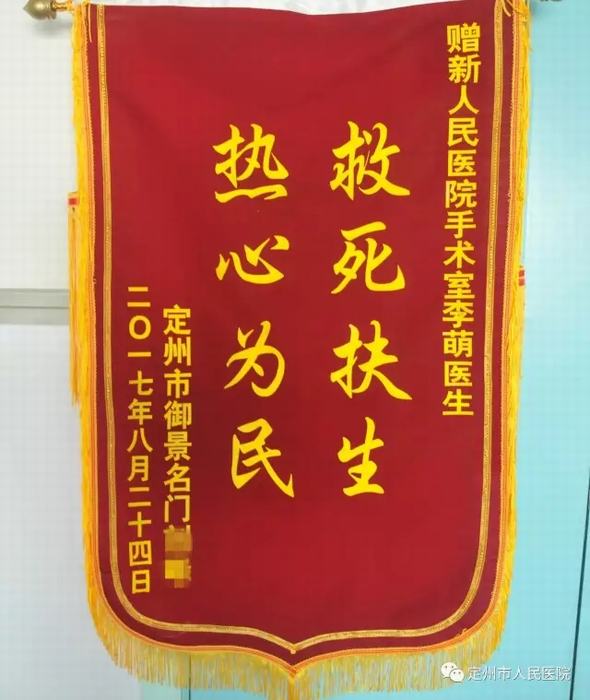 赠新人民医院手术室李萌医生
救死扶生
热心为民
定州市御景名门
二〇一七年八月二十四日
定州市人民医院